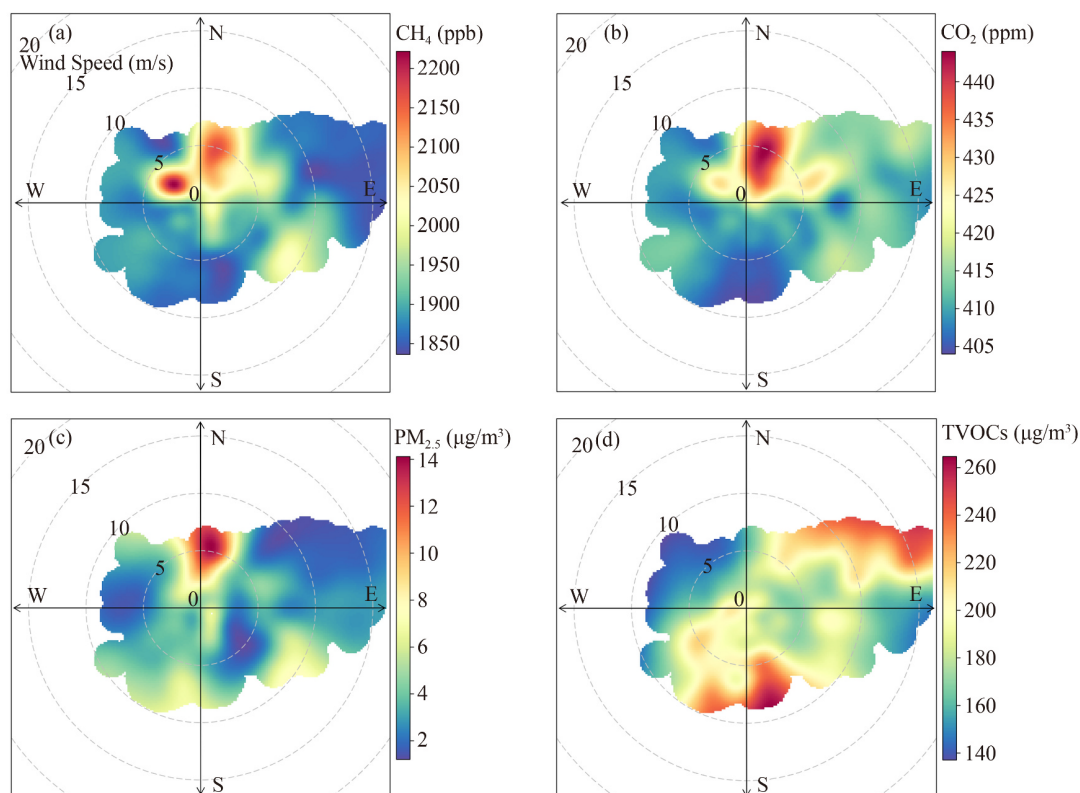 (a)
N
CH₄ (ppb)
20
Wind Speed (m/s)
15
10
5
0
W
E
S
2200
2150
2100
2050
2000
1950
1900
1850
(b)
N
CO₂ (ppm)
20
15
10
5
0
W
E
S
440
435
430
425
420
415
410
405
(c)
N
PM₂.₅ (μg/m³)
20
15
10
5
0
W
E
S
14
12
10
8
6
4
2
(d)
N
TVOCs (μg/m³)
20
15
10
5
0
W
E
S
260
240
220
200
180
160
140